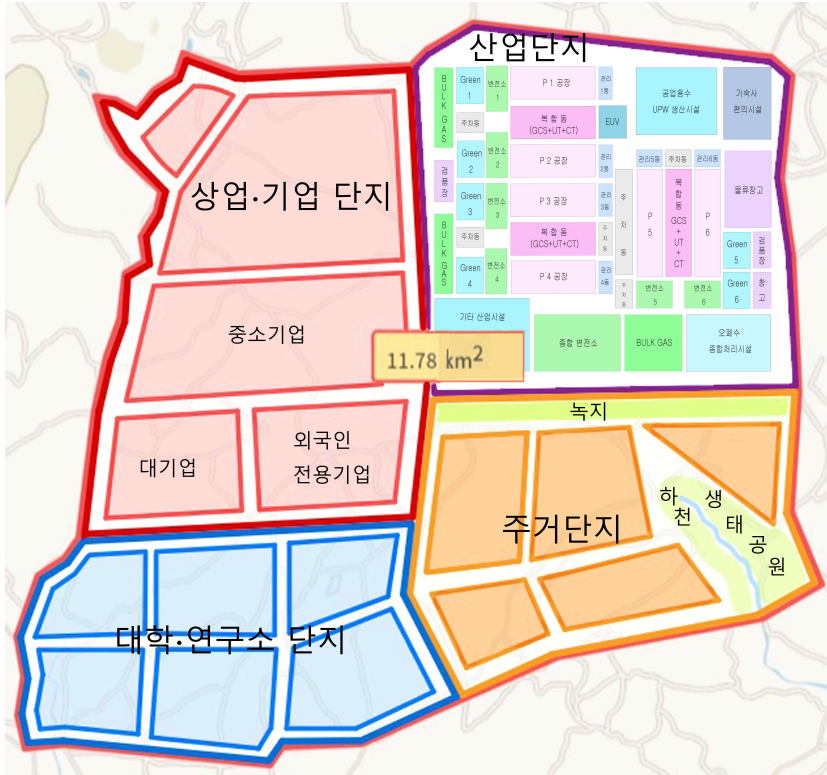 산업단지
BULK GAS
Green 1
변전소 1
P 1 공장
관리 1동
주차동
복 합 동
(GCS+UT+CT)
EUV
Green 2
변전소 2
P 2 공장
관리 2동
검품장
Green 3
변전소 3
P 3 공장
관리 3동
BULK GAS
주차동
복 합 동
(GCS+UT+CT)
주차동
Green 4
변전소 4
P 4 공장
관리 4동
공업용수
UPW 생산시설
기숙사
편의시설
관리5동
주차동
관리6동
주차동
P 5
복합동
GCS
+
UT
+
CT
P 6
물류창고
Green 5
검품장
Green 6
창고
주차동
변전소 5
변전소 6
기타 산업시설
종합 변전소
BULK GAS
오폐수
종합처리시설
상업·기업 단지
중소기업
11.78 km²
대기업
외국인
전용기업
녹지
주거단지
하천
생태공원
대학·연구소 단지